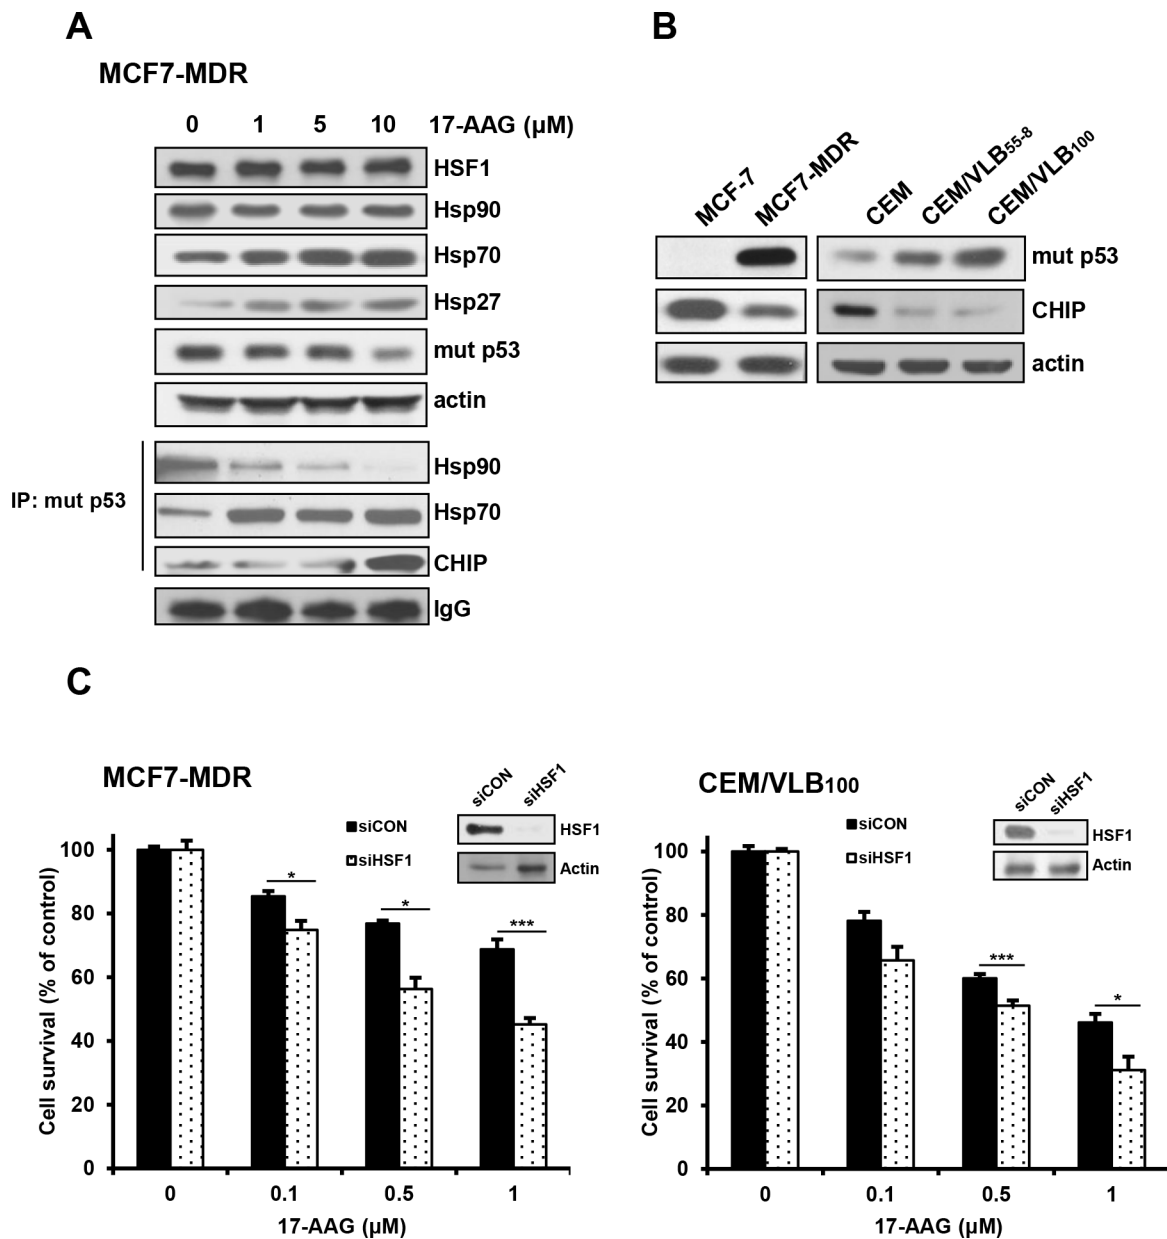 A
MCF7-MDR
0 1 5 10 17-AAG (µM)
HSF1
Hsp90
Hsp70
Hsp27
mut p53
actin
IP: mut p53
Hsp90
Hsp70
CHIP
IgG
B
MCF-7 MCF7-MDR CEM CEM/VLB55-8 CEM/VLB100
mut p53
CHIP
actin
C
MCF7-MDR
siCON siHSF1
HSF1
Actin
siCON
siHSF1
Cell survival (% of control)
100
80
60
40
20
0
* * ***
0 0.1 0.5 1
17-AAG (µM)
CEM/VLB100
siCON siHSF1
HSF1
Actin
siCON
siHSF1
Cell survival (% of control)
100
80
60
40
20
0
*** *
0 0.1 0.5 1
17-AAG (µM)